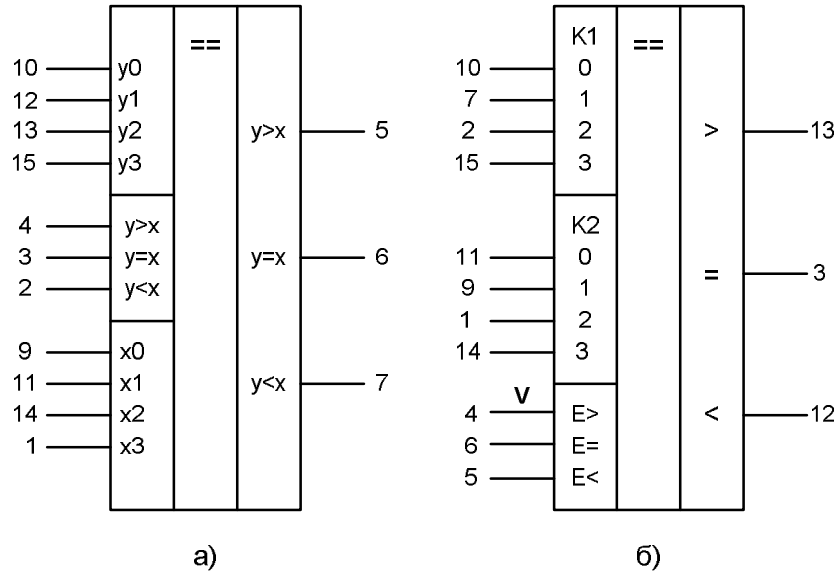 ==
10 y0
12 y1
13 y2 y>x 5
15 y3
4 y>x
3 y=x y=x 6
2 y<x
9 x0
11 x1 y<x 7
14 x2
1 x3
а)
K1 ==
10 0
7 1
2 2 > 13
15 3
K2
11 0
9 1 = 3
1 2
14 3
V
4 E> < 12
6 E=
5 E<
б)